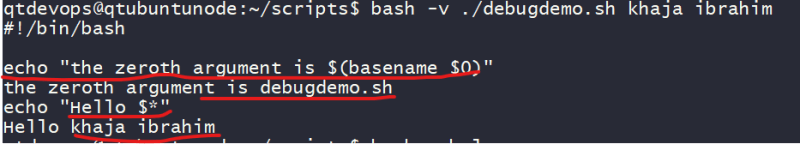 qtdevops@qtubuntunode:~/scripts$ bash -v ./debugdemo.sh khaja ibrahim
#!/bin/bash
echo "the zeroth argument is $(basename $0)"
the zeroth argument is debugdemo.sh
echo "Hello $*"
Hello khaja ibrahim